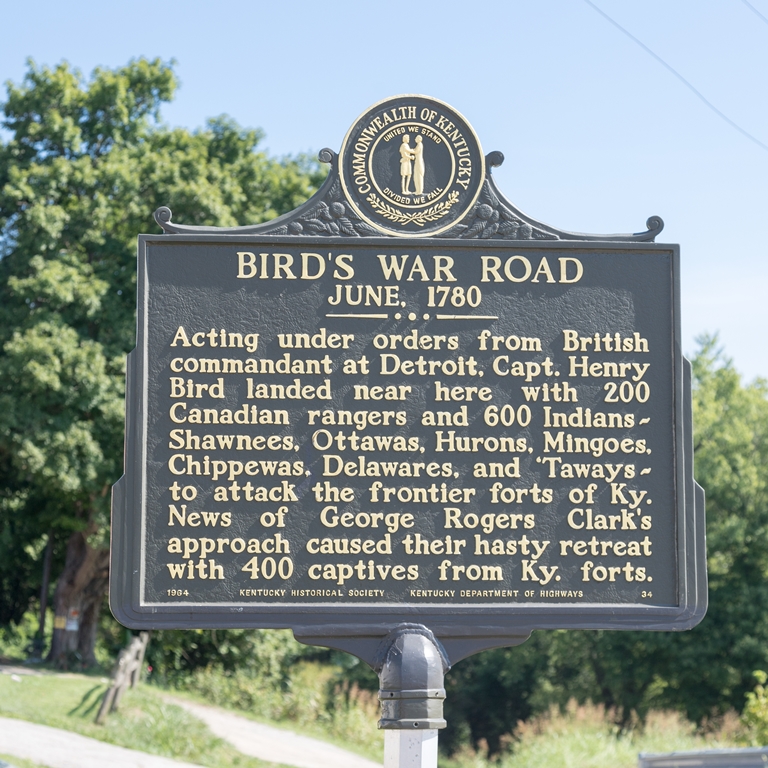 COMMONWEALTH OF KENTUCKY
UNITED WE STAND
DIVIDED WE FALL
BIRD'S WAR ROAD
JUNE, 1780
Acting under orders from British
commandant at Detroit, Capt. Henry
Bird landed near here with 200
Canadian rangers and 600 Indians-
Shawnees, Ottawas, Hurons, Mingoes,
Chippewas, Delawares, and 'Taways-
to attack the frontier forts of Ky.
News of George Rogers Clark's
approach caused their hasty retreat
with 400 captives from Ky. forts.
1964 KENTUCKY HISTORICAL SOCIETY KENTUCKY DEPARTMENT OF HIGHWAYS 34